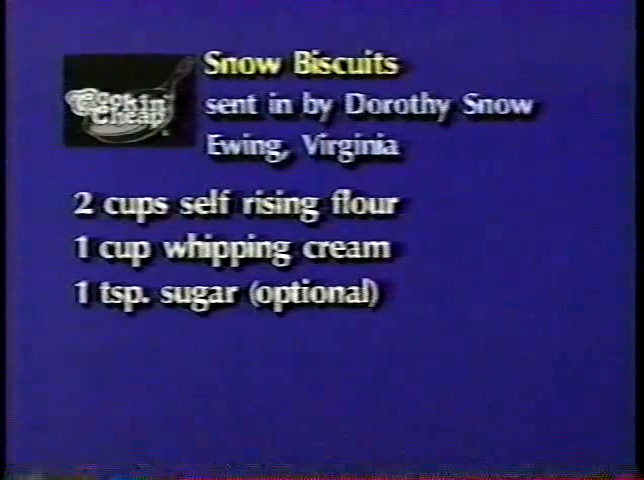 Snow Biscuits
Cookin'
Cheap
sent in by Dorothy Snow
Ewing, Virginia
2 cups self rising flour
1 cup whipping cream
1 tsp. sugar (optional)